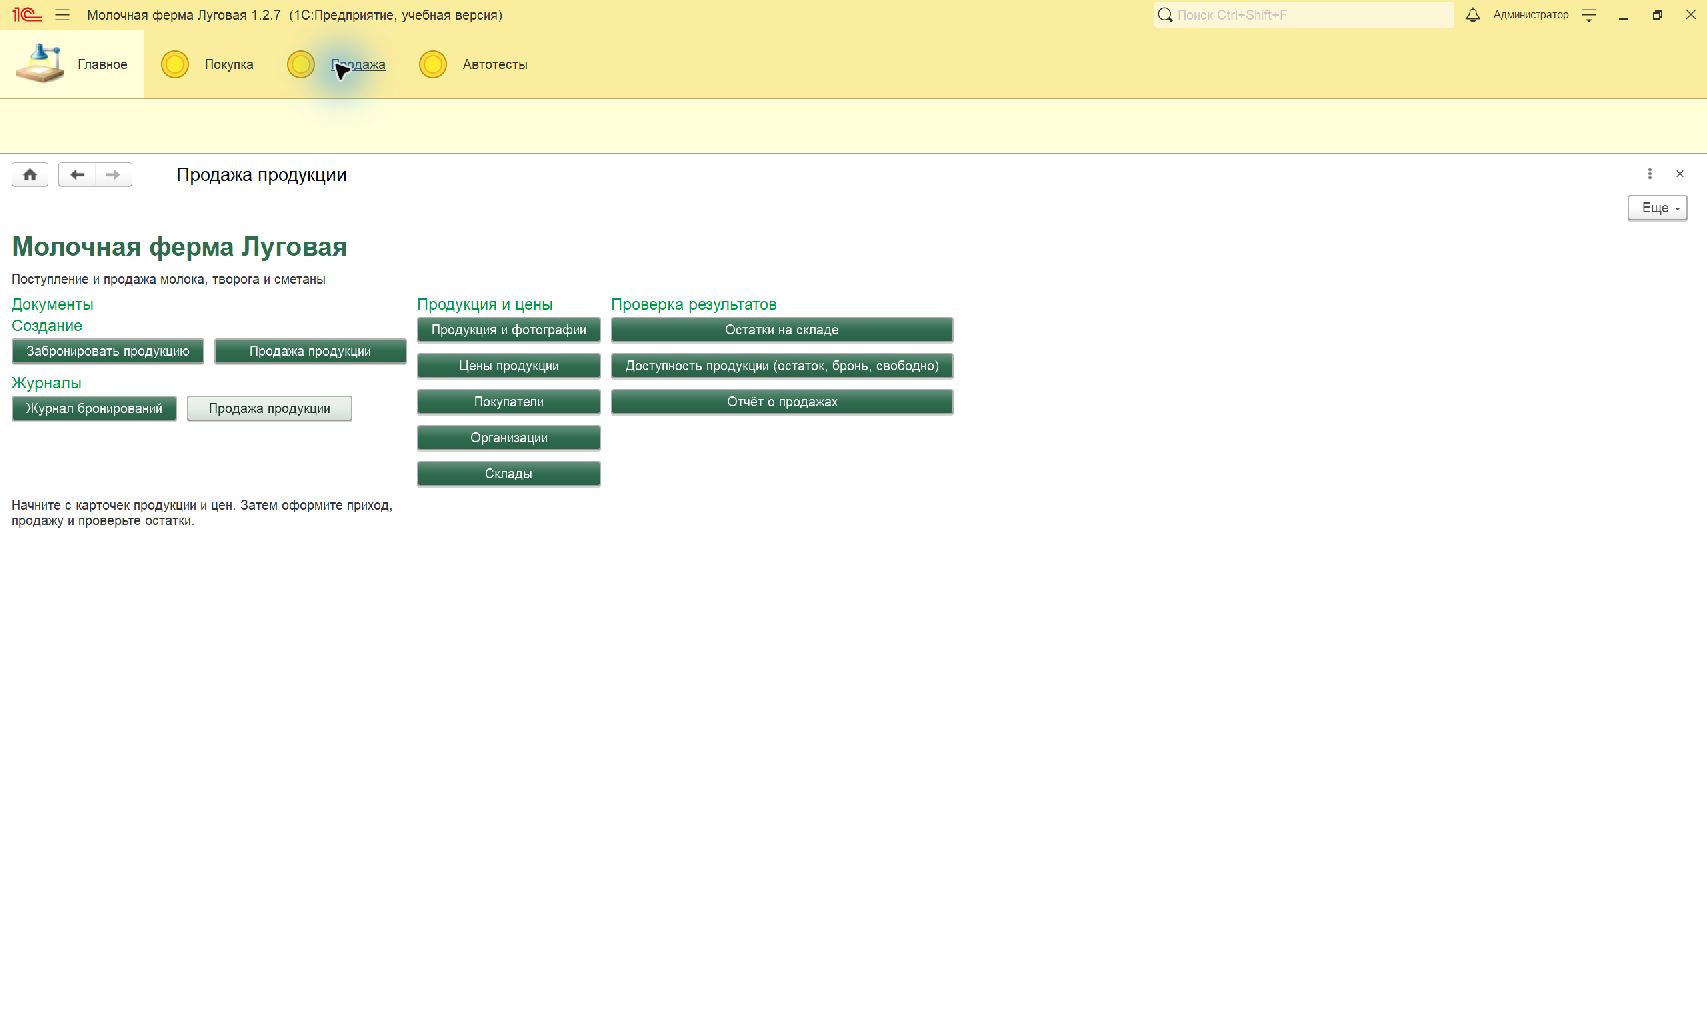 1С Молочная ферма Луговая 1.2.7 (1С:Предприятие, учебная версия) Поиск Ctrl+Shift+F Администратор
Главное Покупка Продажа Автотесты
Продажа продукции
Еще
Молочная ферма Луговая
Поступление и продажа молока, творога и сметаны
Документы
Создание
Забронировать продукцию Продажа продукции
Журналы
Журнал бронирований Продажа продукции
Продукция и цены
Продукция и фотографии
Цены продукции
Покупатели
Организации
Склады
Проверка результатов
Остатки на складе
Доступность продукции (остаток, бронь, свободно)
Отчёт о продажах
Начните с карточек продукции и цен. Затем оформите приход,
продажу и проверьте остатки.